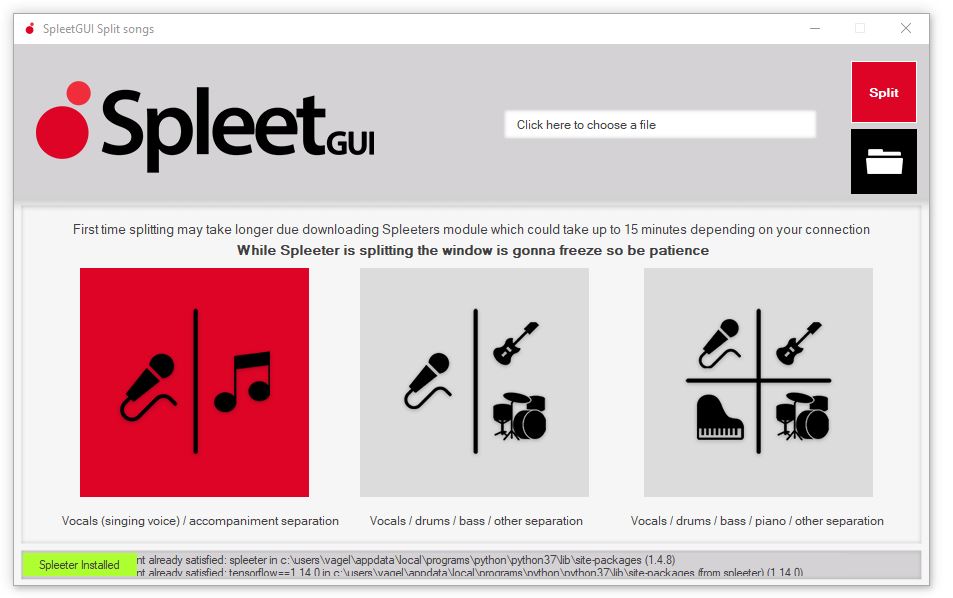 SpleetGUI Split songs
Spleet GUI
Click here to choose a file
Split
First time splitting may take longer due downloading Spleeters module which could take up to 15 minutes depending on your connection
While Spleeter is splitting the window is gonna freeze so be patience
Vocals (singing voice) / accompaniment separation
Vocals / drums / bass / other separation
Vocals / drums / bass / piano / other separation
Spleeter Installed
nt already satisfied: spleeter in c:\users\vagel\appdata\local\programs\python\python37\lib\site-packages (1.4.8)
nt already satisfied: tensorflow==1.14.0 in c:\users\vagel\appdata\local\programs\python\python37\lib\site-packages (from spleeter) (1.14.0)